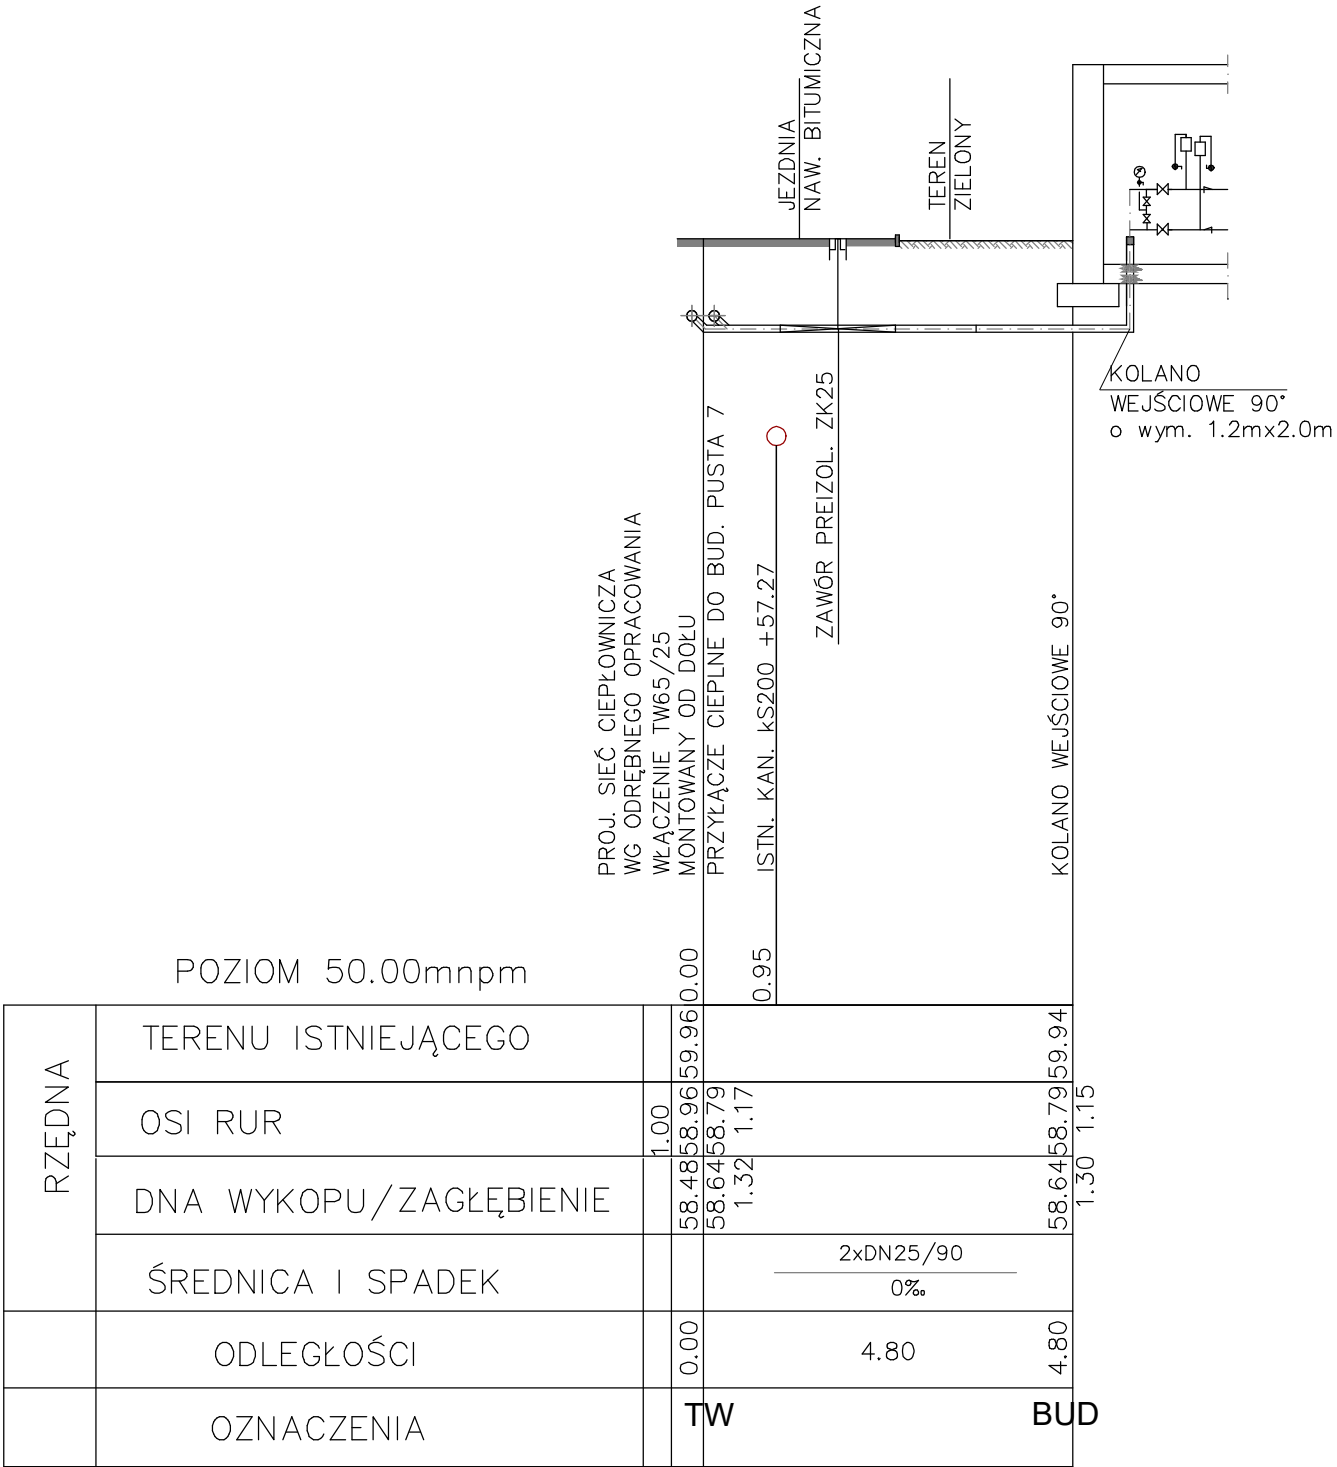 JEZDNIA
NAW. BITUMICZNA
TEREN
ZIELONY
KOLANO
WEJŚCIOWE 90°
o wym. 1.2mx2.0m
PROJ. SIEĆ CIEPŁOWNICZA
WG ODRĘBNEGO OPRACOWANIA
WŁĄCZENIE TW65/25
MONTOWANY OD DOŁU
PRZYŁĄCZE CIEPLNE DO BUD. PUSTA 7
ISTN. KAN. kS200 +57.27
ZAWÓR PREIZOL. ZK25
KOLANO WEJŚCIOWE 90°
POZIOM 50.00mnpm
0.00
0.95
RZĘDNA
TERENU ISTNIEJĄCEGO
59.96
59.94
OSI RUR
1.00
58.96
58.79
1.17
58.79
1.15
DNA WYKOPU/ZAGŁĘBIENIE
58.48
58.64
1.32
58.64
1.30
ŚREDNICA I SPADEK
2xDN25/90
0‰
ODLEGŁOŚCI
0.00
4.80
4.80
OZNACZENIA
TW
BUD